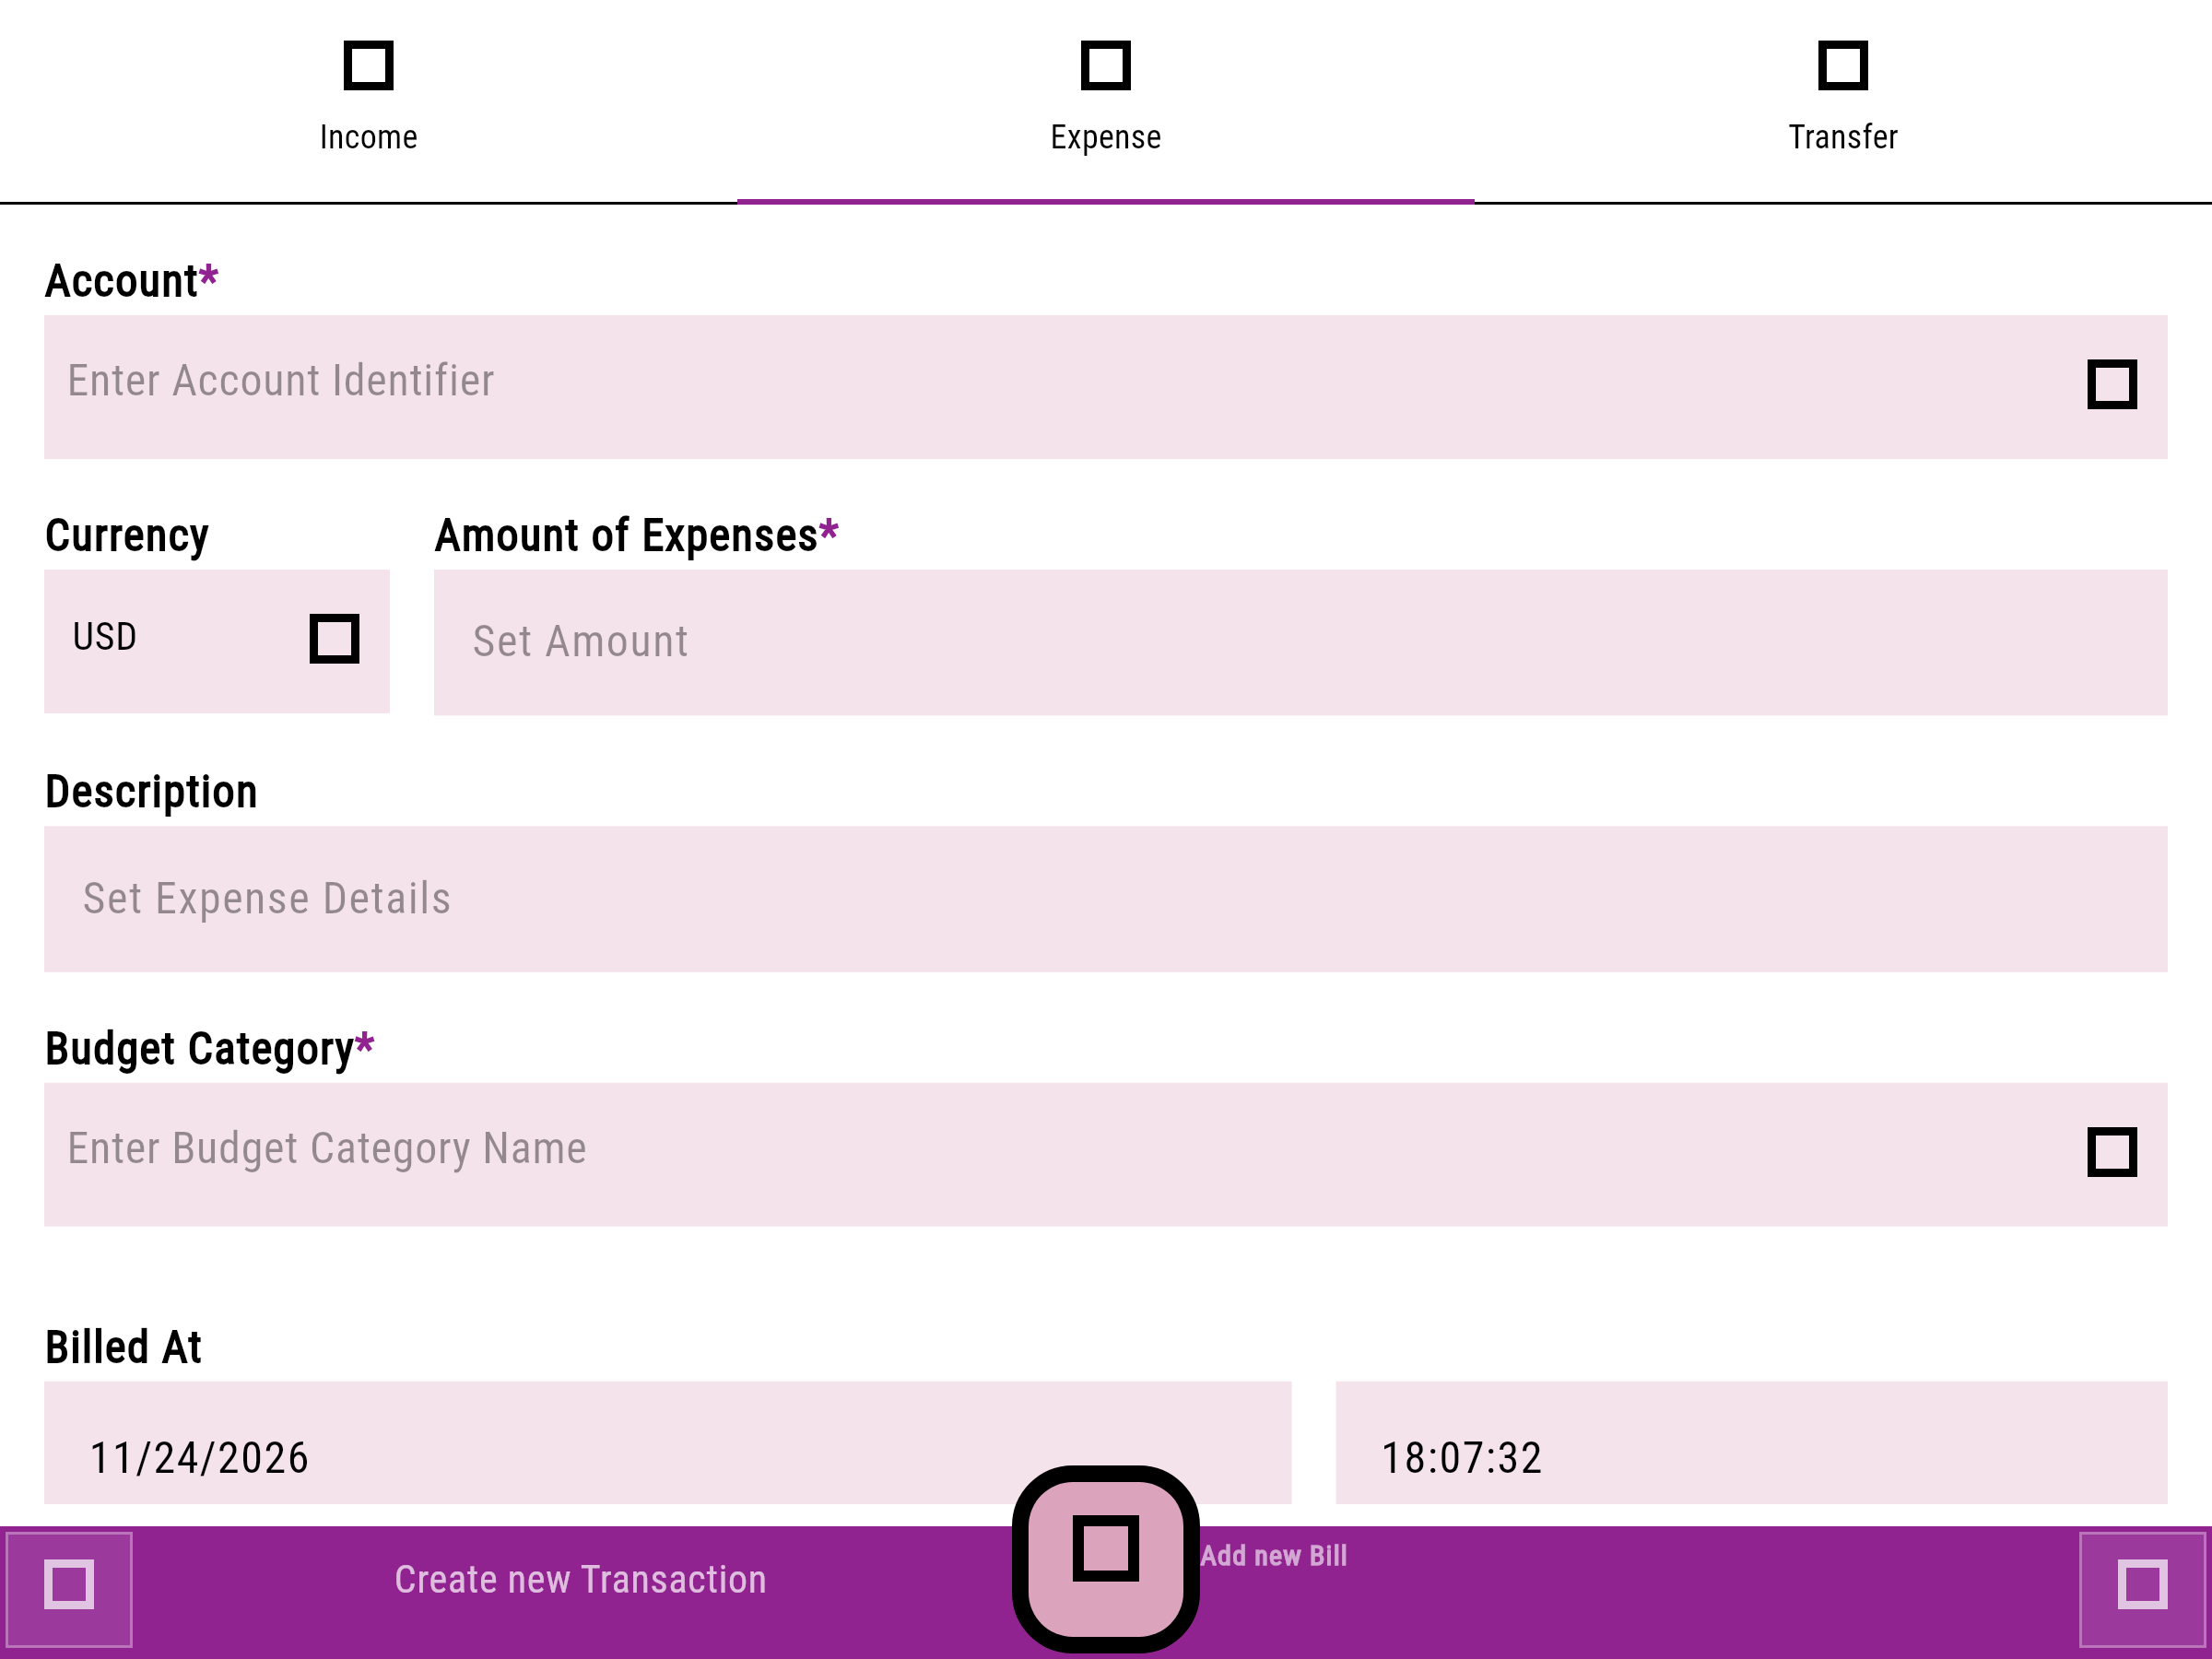 Income
Expense
Transfer
Account*
Enter Account Identifier
Currency
Amount of Expenses*
USD
Set Amount
Description
Set Expense Details
Budget Category*
Enter Budget Category Name
Billed At
11/24/2026
18:07:32
Create new Transaction
Add new Bill